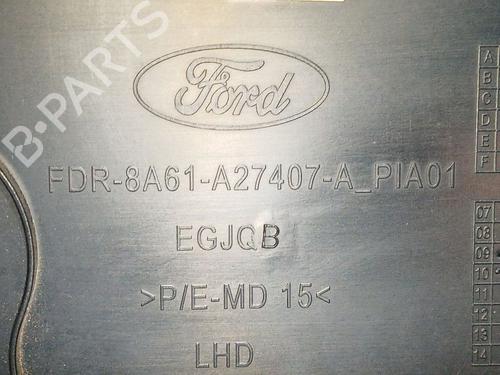 B-PARTS
Ford
FDR-8A61-A27407-A_PIA01
EGJQB
>P/E-MD 15<
LHD
A
B
C
D
E
F
07
08
09
10
11
12
13
14